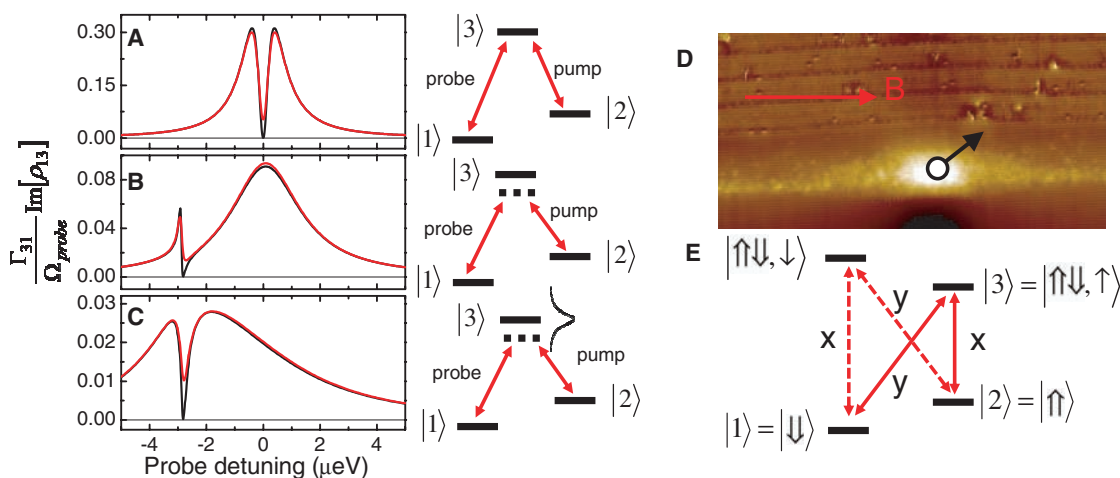 A
0.30
0.15
0.00
B
0.08
0.04
0.00
C
0.03
0.02
0.01
0.00
-4 -2 0 2 4
Probe detuning (μeV)
Γ31/Ωprobe Im[ρ13]
|3⟩
probe
pump
|1⟩
|2⟩
|3⟩
probe
pump
|1⟩
|2⟩
|3⟩
probe
pump
|1⟩
|2⟩
D
B
E
|⇑⇓,↓⟩
|3⟩ = |⇑⇓,↑⟩
x
y
y
x
|1⟩ = |⇓⟩
|2⟩ = |⇑⟩